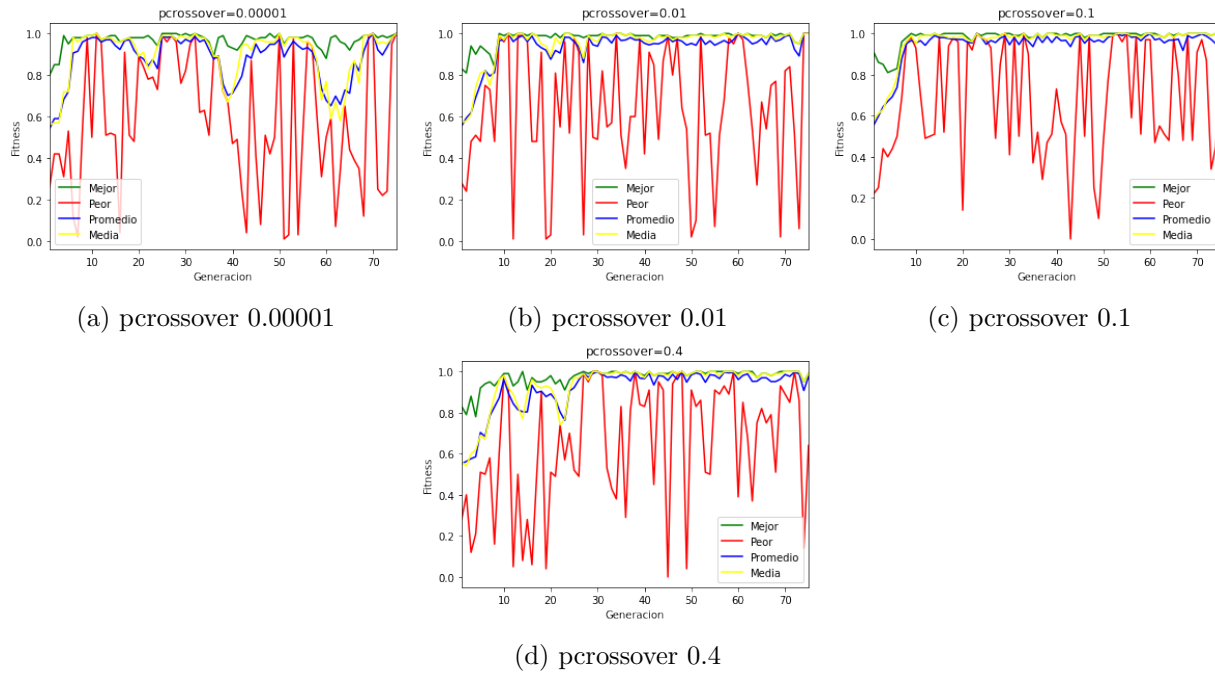 pcrossover=0.00001
Fitness
1.0
0.8
0.6
0.4
0.2
0.0
Mejor
Peor
Promedio
Media
10 20 30 40 50 60 70
Generacion
(a) pcrossover 0.00001
pcrossover=0.01
Fitness
1.0
0.8
0.6
0.4
0.2
0.0
Mejor
Peor
Promedio
Media
10 20 30 40 50 60 70
Generacion
(b) pcrossover 0.01
pcrossover=0.1
Fitness
1.0
0.8
0.6
0.4
0.2
0.0
Mejor
Peor
Promedio
Media
10 20 30 40 50 60 70
Generacion
(c) pcrossover 0.1
pcrossover=0.4
Fitness
1.0
0.8
0.6
0.4
0.2
0.0
Mejor
Peor
Promedio
Media
10 20 30 40 50 60 70
Generacion
(d) pcrossover 0.4